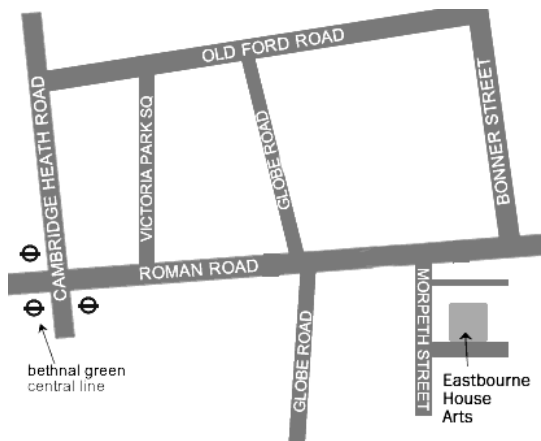 OLD FORD ROAD
CAMBRIDGE HEATH ROAD
VICTORIA PARK SQ
GLOBE ROAD
BONNER STREET
ROMAN ROAD
MORPETH STREET
GLOBE ROAD
bethnal green
central line
Eastbourne
House
Arts